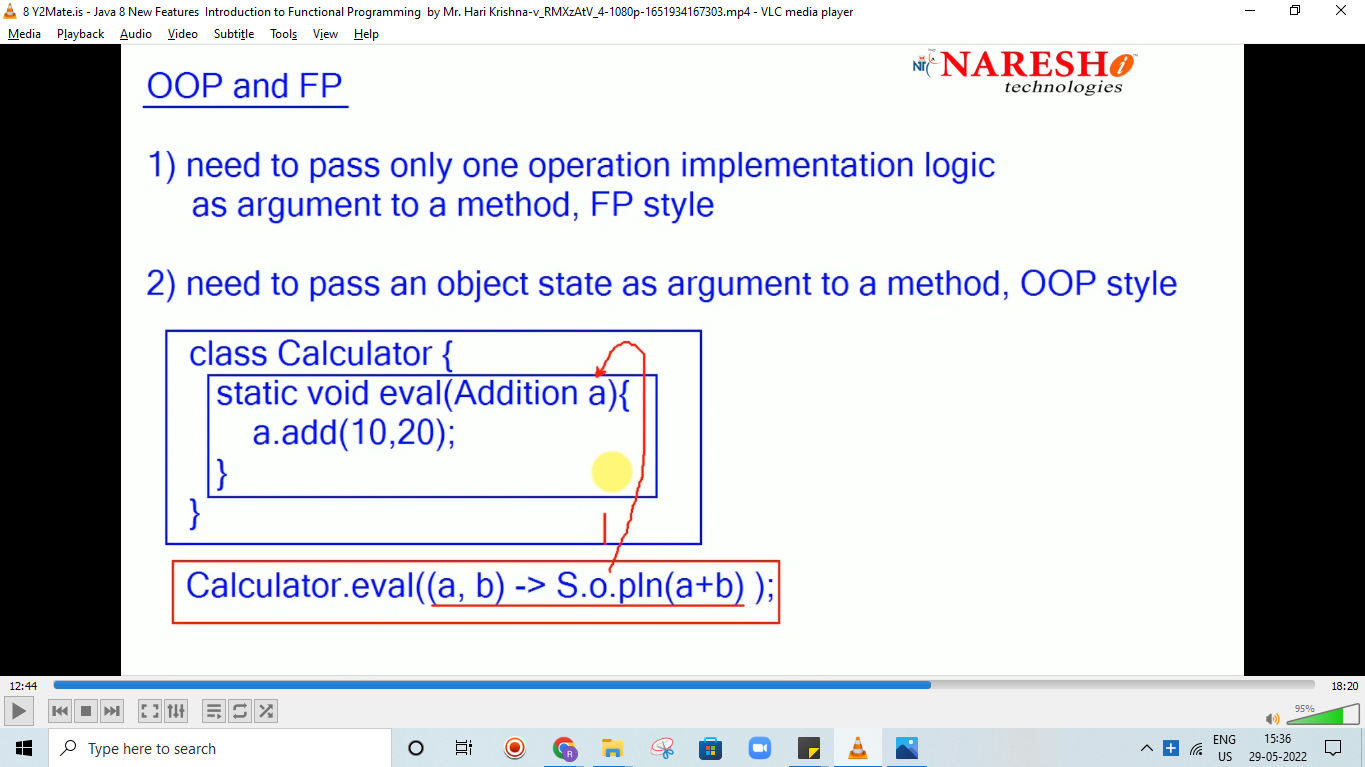 8 Y2Mate.is - Java 8 New Features  Introduction to Functional Programming  by Mr. Hari Krishna-v_RMXzAtV_4-1080p-1651934167303.mp4 - VLC media player
Media Playback Audio Video Subtitle Tools View Help
NARESHi
technologies
OOP and FP
1) need to pass only one operation implementation logic
as argument to a method, FP style
2) need to pass an object state as argument to a method, OOP style
class Calculator {
static void eval(Addition a){
a.add(10,20);
}
}
Calculator.eval((a, b) -> S.o.pln(a+b) );
12:44
18:20
95%
Type here to search
ENG
US
15:36
29-05-2022